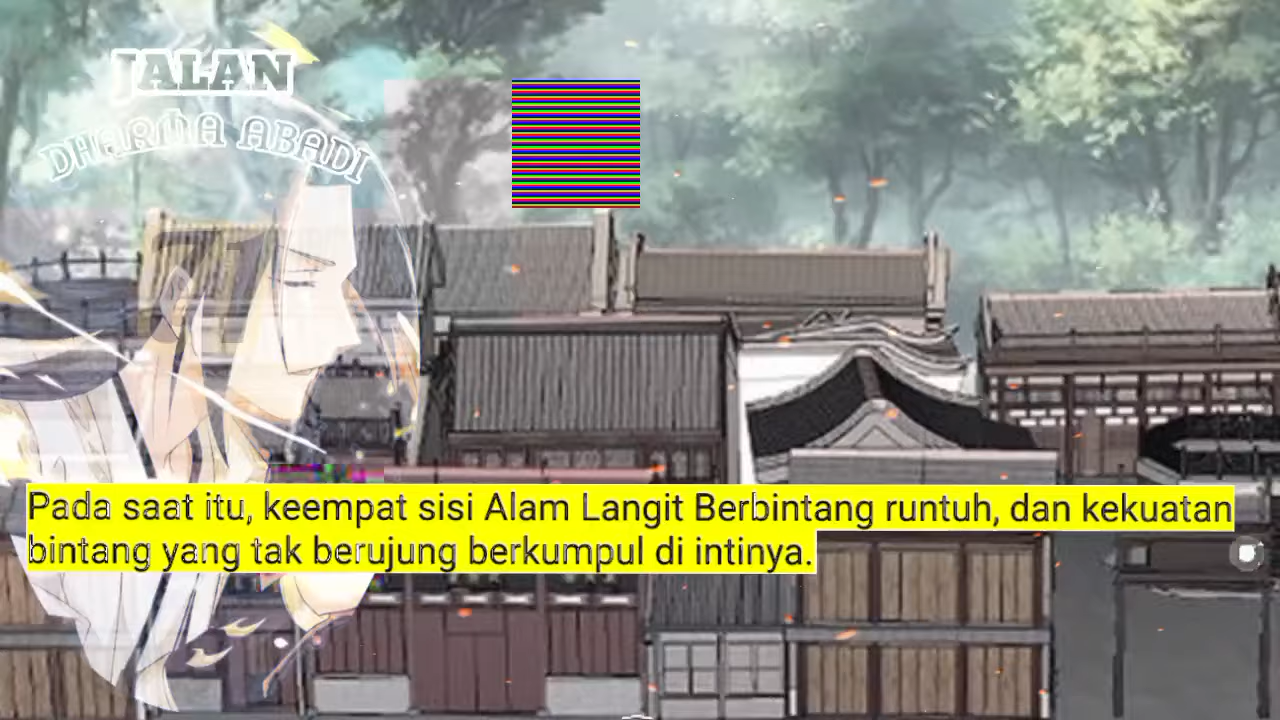 JALAN
DHARMA ABADI
Pada saat itu, keempat sisi Alam Langit Berbintang runtuh, dan kekuatan
bintang yang tak berujung berkumpul di intinya.